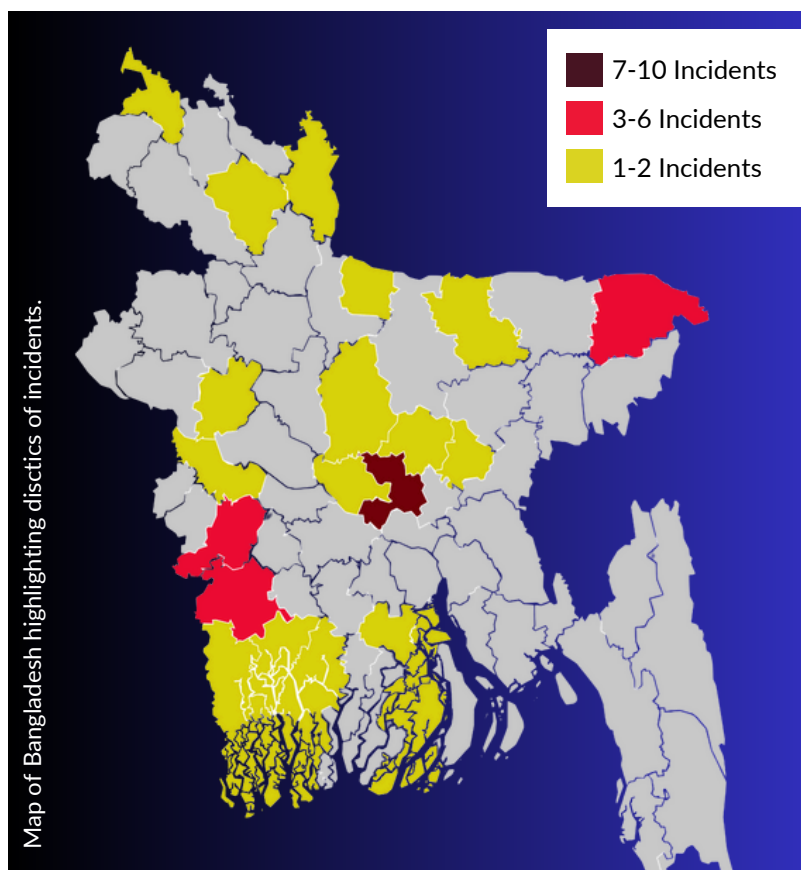 7-10 Incidents
3-6 Incidents
1-2 Incidents
Map of Bangladesh highlighting disctics of incidents.